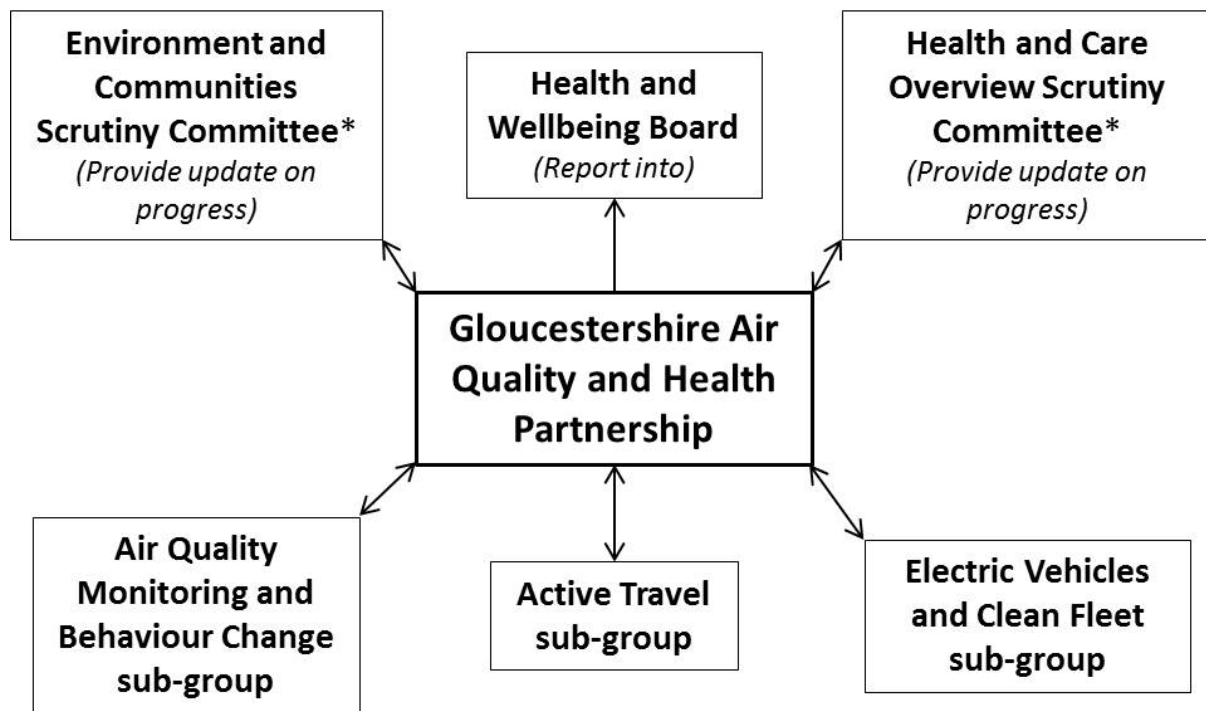 Environment and
Communities
Scrutiny Committee*
(Provide update on
progress)
Health and
Wellbeing Board
(Report into)
Health and Care
Overview Scrutiny
Committee*
(Provide update on
progress)
Gloucestershire Air
Quality and Health
Partnership
Air Quality
Monitoring and
Behaviour Change
sub-group
Active Travel
sub-group
Electric Vehicles
and Clean Fleet
sub-group